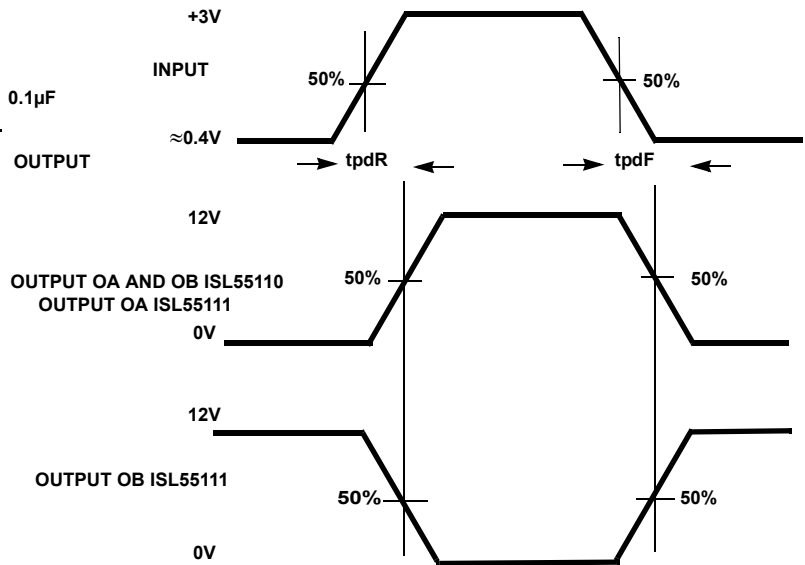 +3V
INPUT
50%
50%
0.1µF
≈0.4V
OUTPUT
tpdR
tpdF
12V
OUTPUT OA AND OB ISL55110
50%
50%
OUTPUT OA ISL55111
0V
12V
OUTPUT OB ISL55111
50%
50%
0V